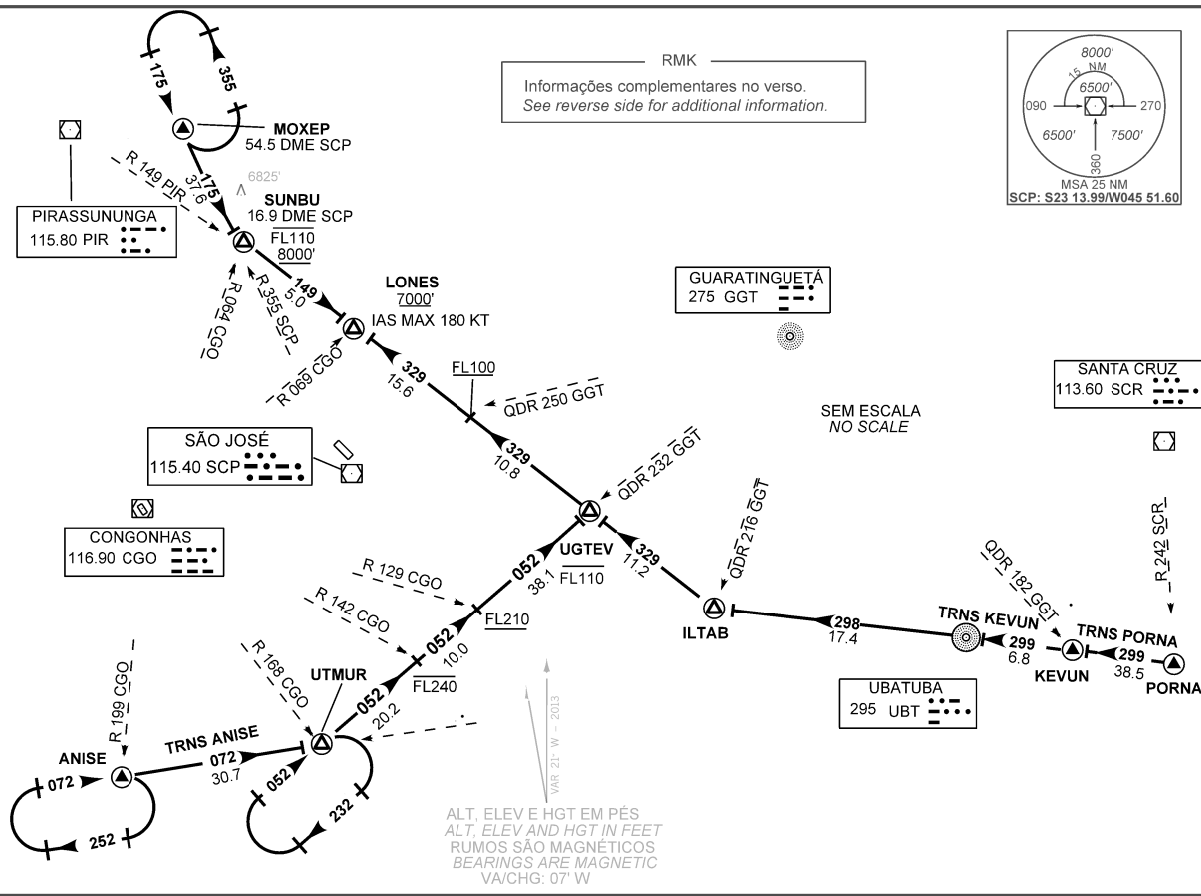 RMK
Informações complementares no verso.
See reverse side for additional information.
8000'
15 NM
6500'
090
270
6500'
7500'
360
MSA 25 NM
SCP: S23 13.99/W045 51.60
175
355
MOXEP
54.5 DME SCP
R 149 PIR
175
37.6
6825'
PIRASSUNUNGA
115.80 PIR
SUNBU
16.9 DME SCP
FL110
8000'
R 064 CGO
R 355 SCP
149
5.0
LONES
7000'
IAS MAX 180 KT
R 069 CGO
GUARATINGUETÁ
275 GGT
329
15.6
FL100
QDR 250 GGT
SANTA CRUZ
113.60 SCR
SEM ESCALA
NO SCALE
SÃO JOSÉ
115.40 SCP
329
10.8
QDR 232 GGT
CONGONHAS
116.90 CGO
UGTEV
FL110
329
11.2
QDR 216 GGT
R 242 SCR
QDR 182 GGT
R 129 CGO
052
38.1
R 142 CGO
FL210
ILTAB
298
17.4
TRNS KEVUN
299
6.8
KEVUN
TRNS PORNA
299
38.5
PORNA
052
10.0
FL240
R 168 CGO
UTMUR
052
20.2
UBATUBA
295 UBT
R 199 CGO
ANISE
TRNS ANISE
072
30.7
072
252
052
232
VAR 21° W - 2013
ALT, ELEV E HGT EM PÉS
ALT, ELEV AND HGT IN FEET
RUMOS SÃO MAGNÉTICOS
BEARINGS ARE MAGNETIC
VA/CHG: 07' W